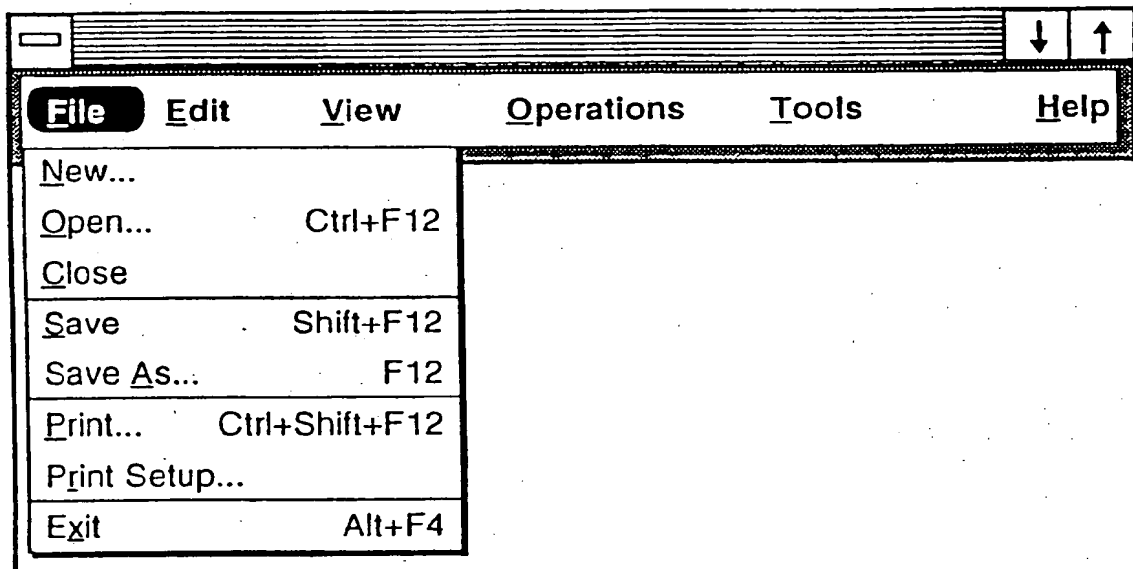 File Edit View Operations Tools Help
New...
Open... Ctrl+F12
Close
Save Shift+F12
Save As... F12
Print... Ctrl+Shift+F12
Print Setup...
Exit Alt+F4